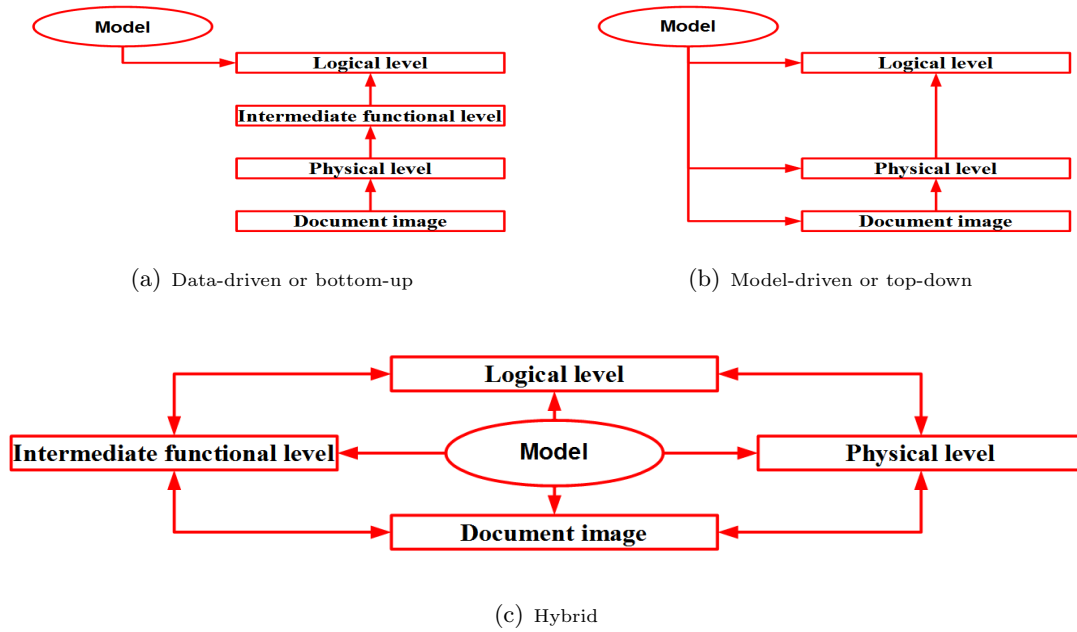 Model
Logical level
Intermediate functional level
Physical level
Document image
(a) Data-driven or bottom-up
Model
Logical level
Physical level
Document image
(b) Model-driven or top-down
Logical level
Intermediate functional level
Model
Physical level
Document image
(c) Hybrid